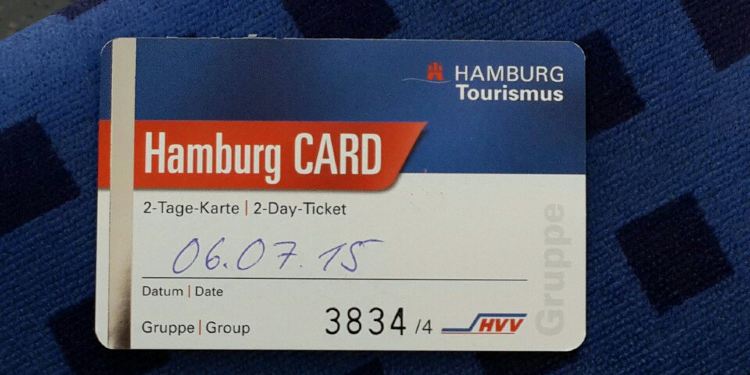 HAMBURG
Tourismus
Hamburg CARD
2-Tage-Karte | 2-Day-Ticket
06.07.15
Datum | Date
Gruppe | Group
3834 /4
HVV
Gruppe